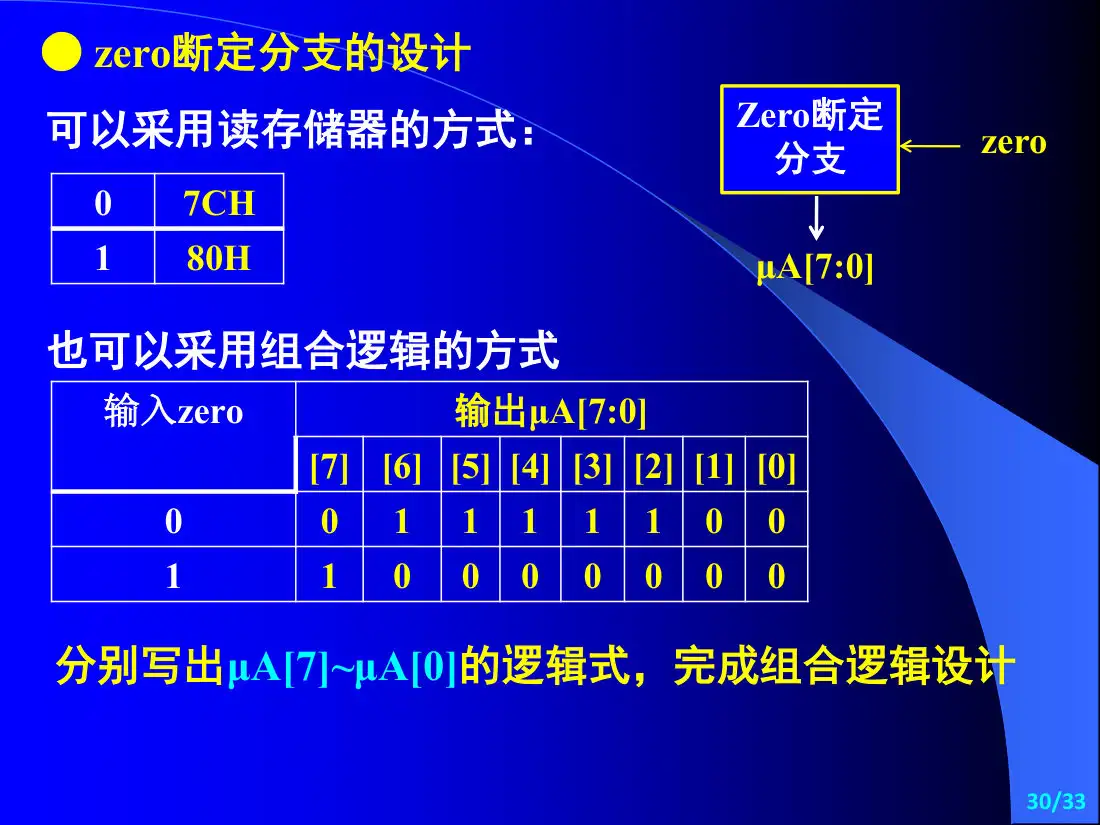 ● zero断定分支的设计
可以采用读存储器的方式：
Zero断定
分支
zero
μA[7:0]
0 7CH
1 80H
也可以采用组合逻辑的方式
输入zero 输出μA[7:0]
[7] [6] [5] [4] [3] [2] [1] [0]
0 0 1 1 1 1 1 0 0
1 1 0 0 0 0 0 0 0
分别写出μA[7]~μA[0]的逻辑式，完成组合逻辑设计
30/33